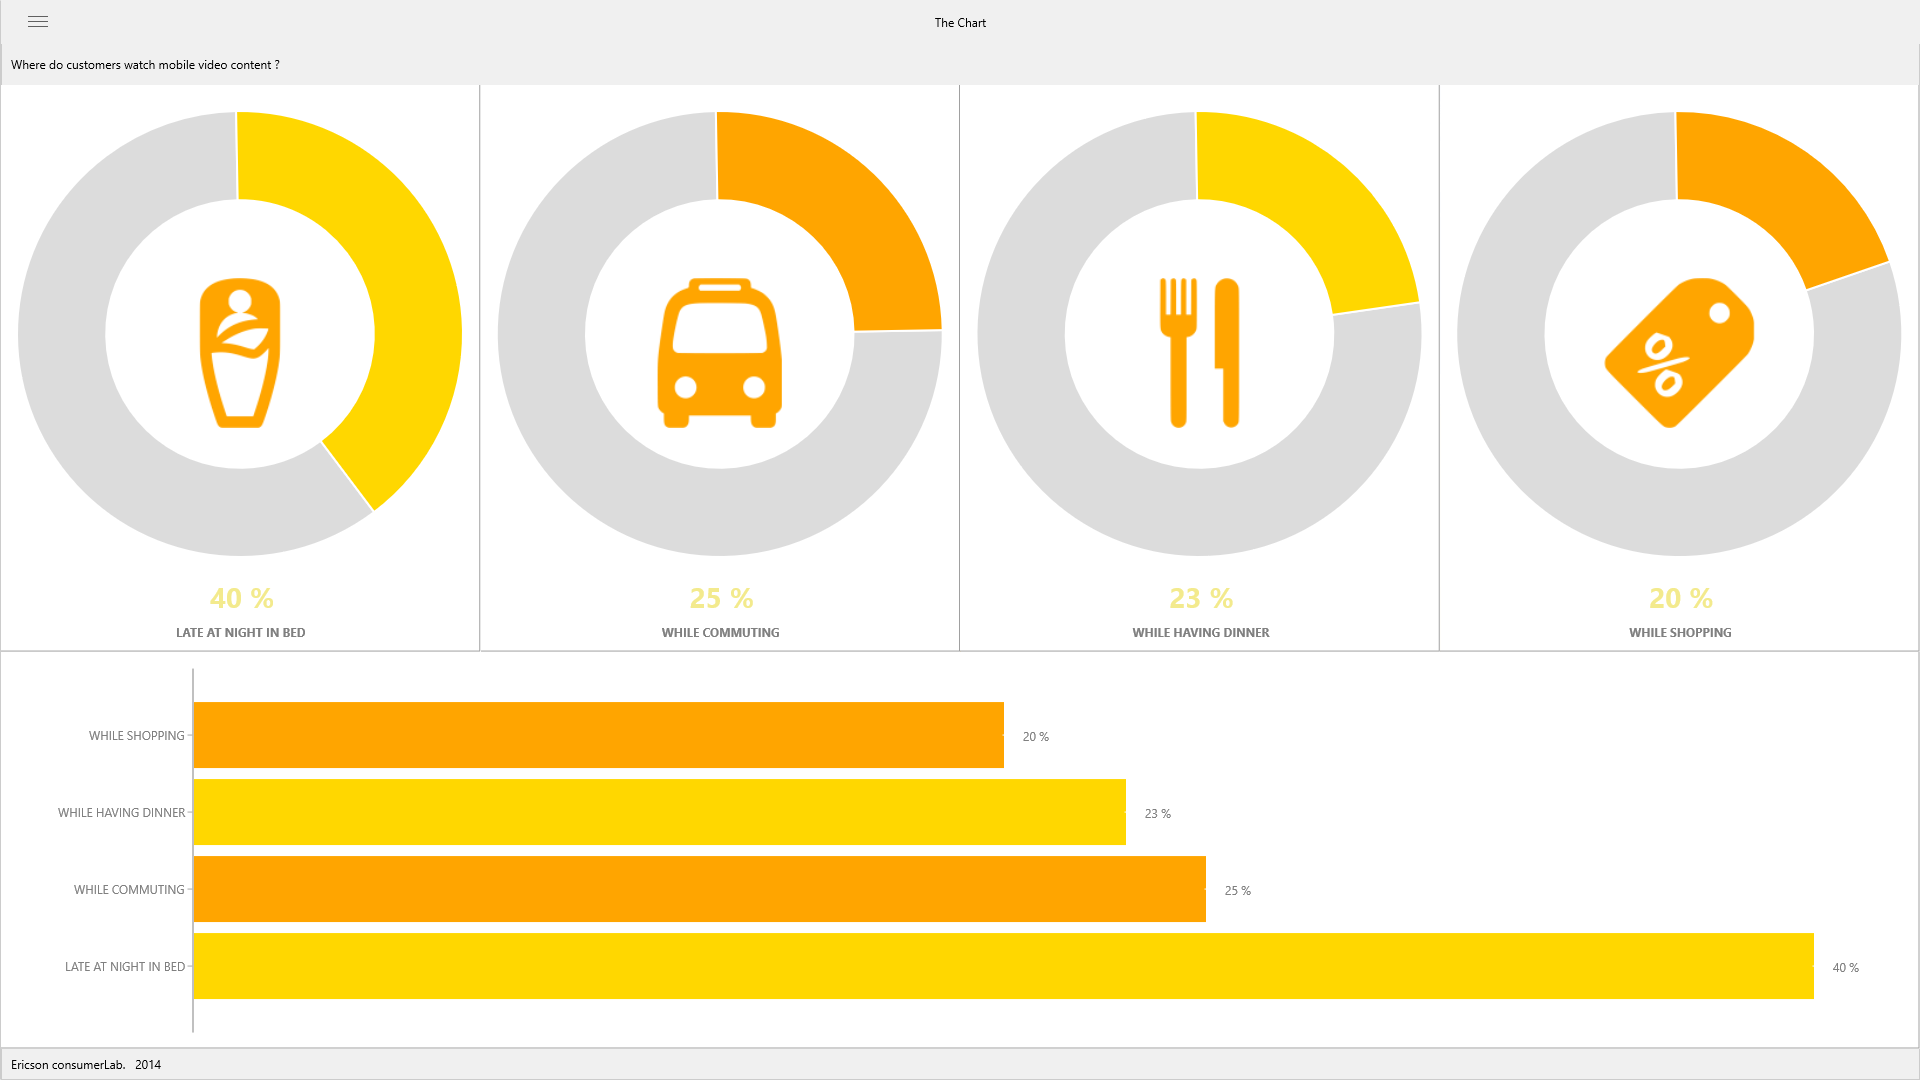 The Chart
Where do customers watch mobile video content ?
40 %
LATE AT NIGHT IN BED
25 %
WHILE COMMUTING
23 %
WHILE HAVING DINNER
20 %
WHILE SHOPPING
WHILE SHOPPING 20 %
WHILE HAVING DINNER 23 %
WHILE COMMUTING 25 %
LATE AT NIGHT IN BED 40 %
Ericson consumerLab. 2014